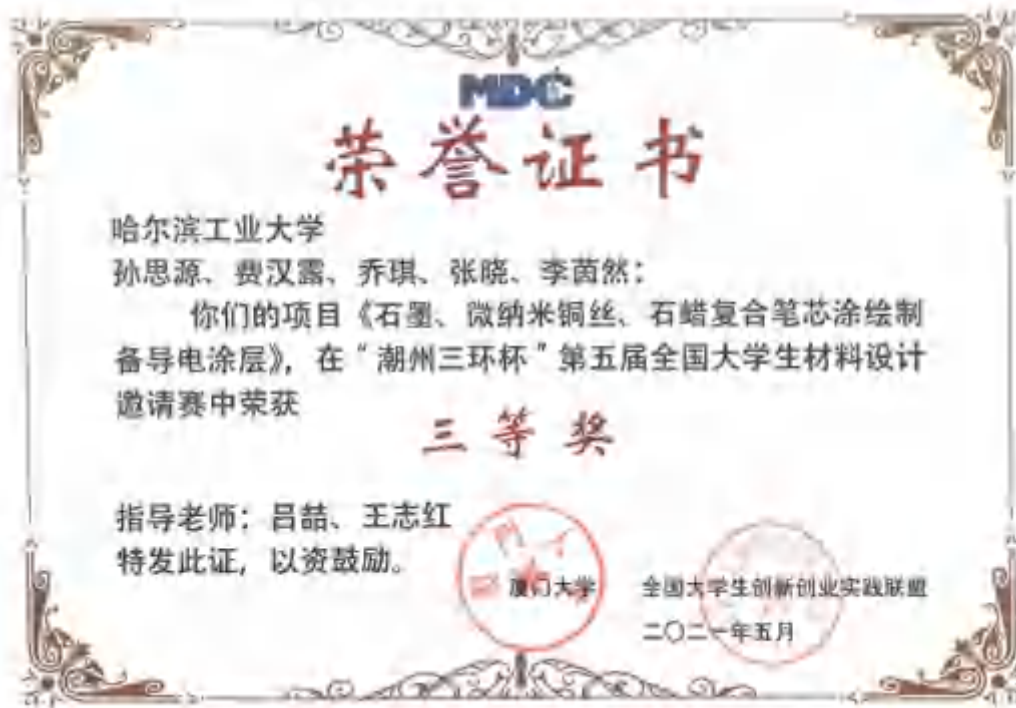 MDC
荣誉证书
哈尔滨工业大学
孙思源、费汉露、乔琪、张晓、李茵然：
你们的项目《石墨、微纳米铜丝、石蜡复合笔芯涂绘制
备导电涂层》，在“潮州三环杯”第五届全国大学生材料设计
邀请赛中荣获
三等奖
指导老师：吕喆、王志红
特发此证，以资鼓励。
厦门大学 全国大学生创新创业实践联盟
二〇二一年五月